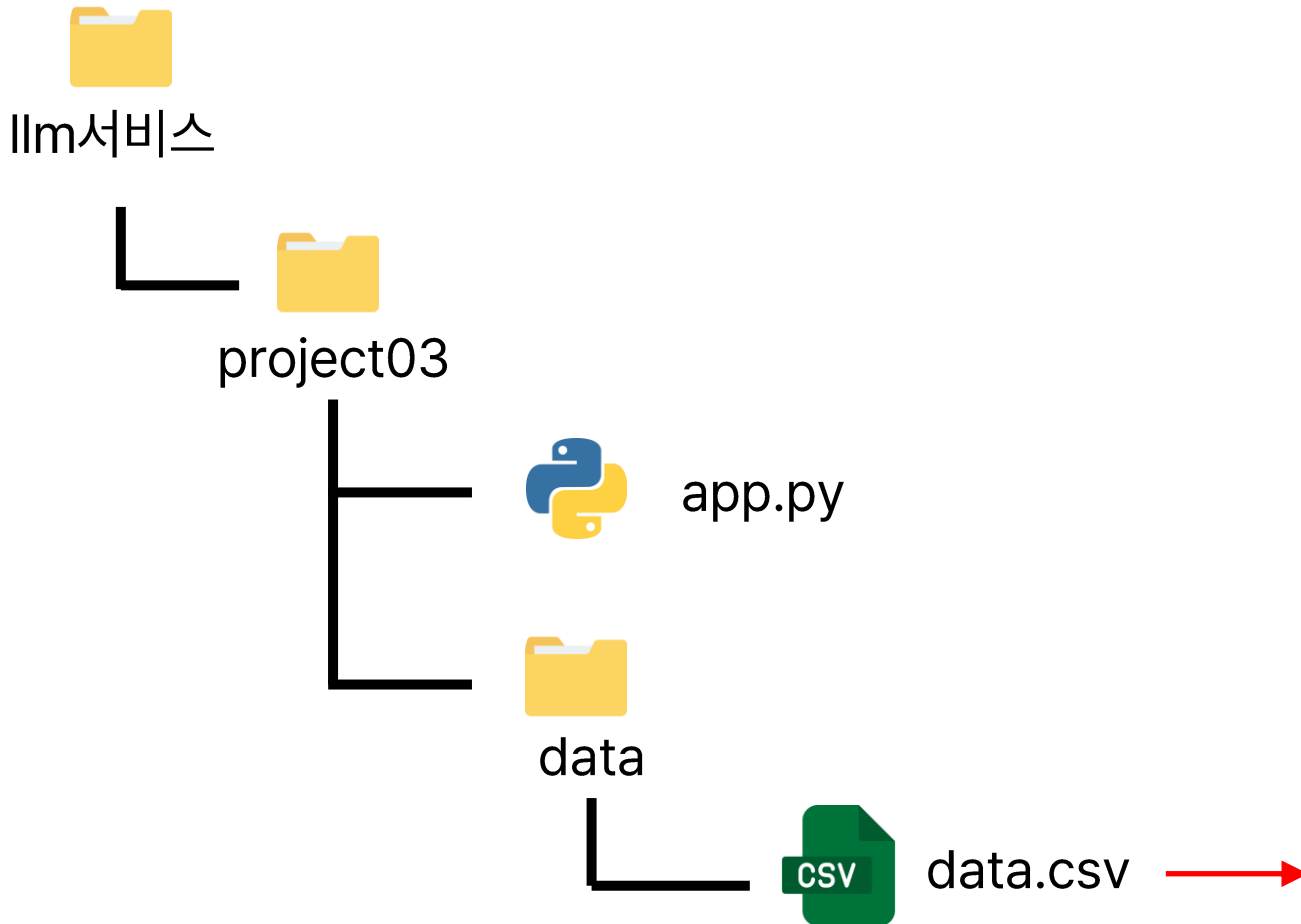 llm서비스
project03
app.py
data
CSV
data.csv